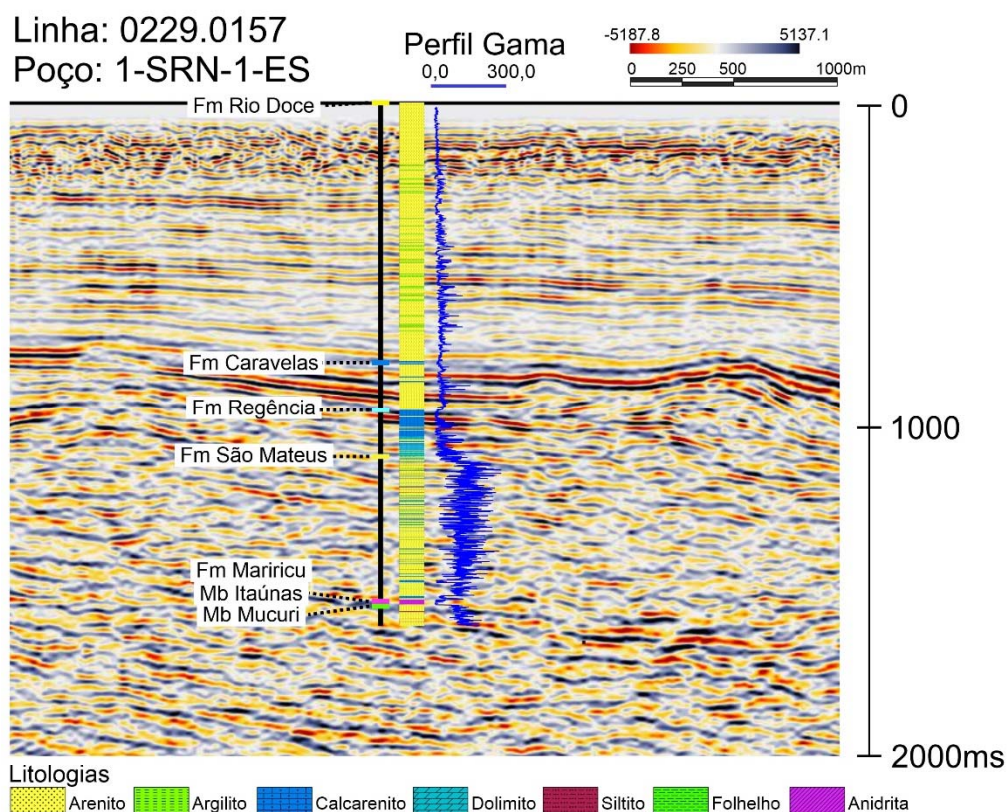 Linha: 0229.0157
Poço: 1-SRN-1-ES
Perfil Gama
0,0 300,0
-5187.8 5137.1
0 250 500 1000m
Fm Rio Doce
0
Fm Caravelas
Fm Regência
1000
Fm São Mateus
Fm Mariricu
Mb Itaúnas
Mb Mucuri
2000ms
Litologias
Arenito Argilito Calcarenito Dolimito Siltito Folhelho Anidrita